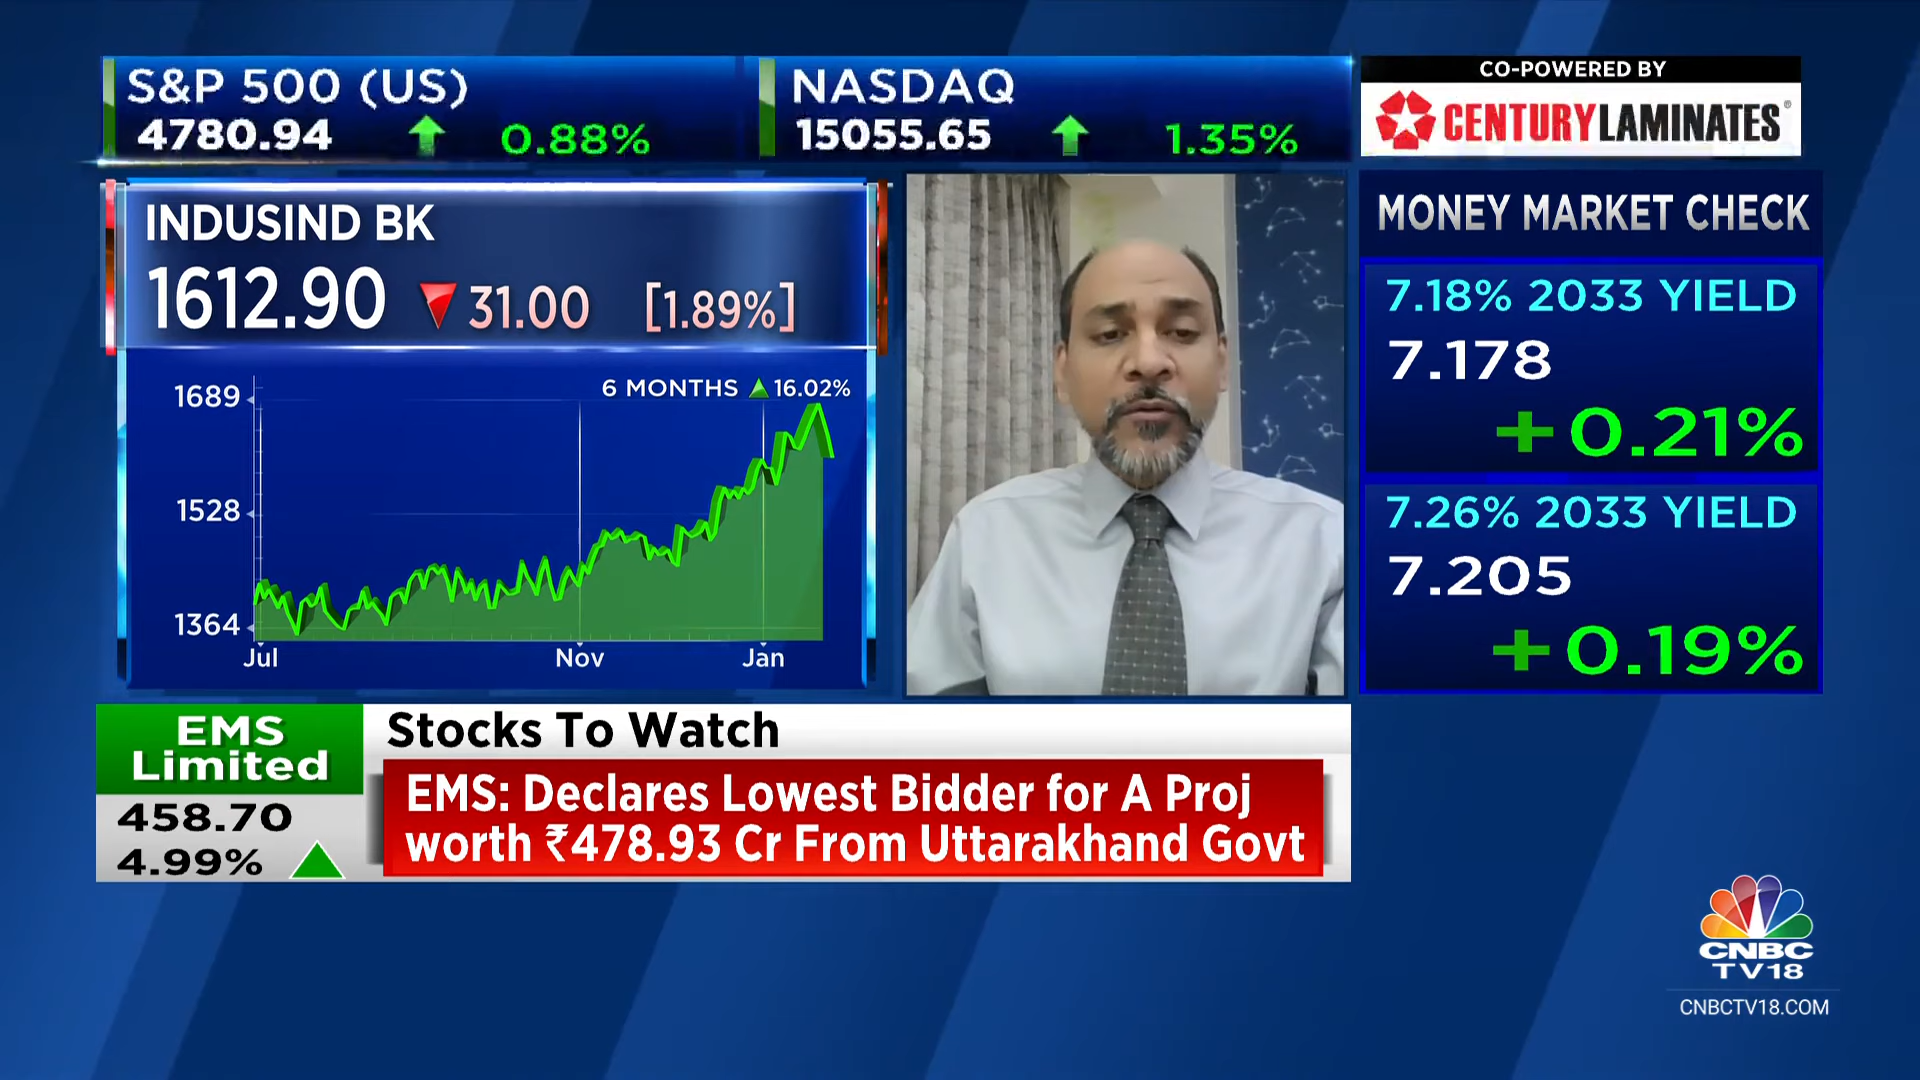 S&P 500 (US)
4780.94 0.88%
NASDAQ
15055.65 1.35%
CO-POWERED BY
CENTURYLAMINATES®
INDUSIND BK
1612.90 31.00 [1.89%]
6 MONTHS 16.02%
1689
1528
1364
Jul Nov Jan
MONEY MARKET CHECK
7.18% 2033 YIELD
7.178
+0.21%
7.26% 2033 YIELD
7.205
+0.19%
EMS
Limited
458.70
4.99%
Stocks To Watch
EMS: Declares Lowest Bidder for A Proj
worth ₹478.93 Cr From Uttarakhand Govt
CNBC
TV18
CNBCTV18.COM